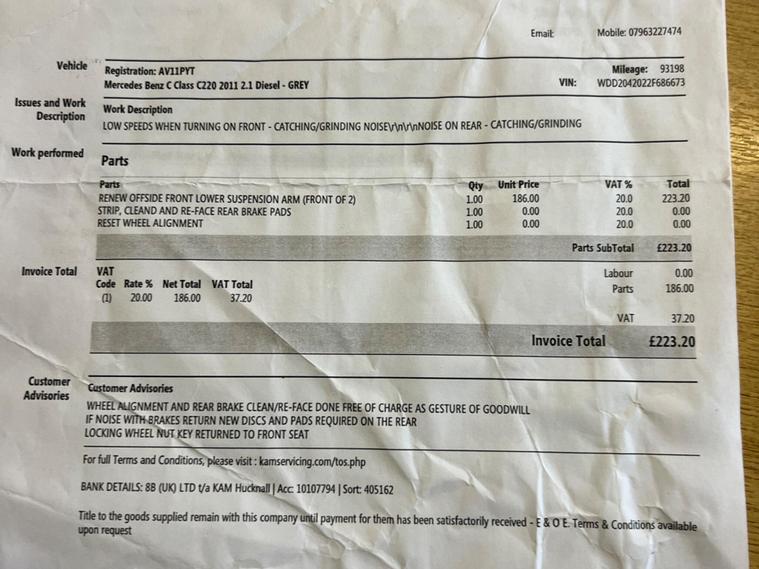 Email: Mobile: 07963227474
Vehicle Registration: AV11PYT Mileage: 93198
Mercedes Benz C Class C220 2011 2.1 Diesel - GREY VIN: WDD2042022F686673
Issues and Work Description Work Description
LOW SPEEDS WHEN TURNING ON FRONT - CATCHING/GRINDING NOISE\r\n\r\nNOISE ON REAR - CATCHING/GRINDING
Work performed Parts
Parts Qty Unit Price VAT % Total
RENEW OFFSIDE FRONT LOWER SUSPENSION ARM (FRONT OF 2) 1.00 186.00 20.0 223.20
STRIP, CLEAND AND RE-FACE REAR BRAKE PADS 1.00 0.00 20.0 0.00
RESET WHEEL ALIGNMENT 1.00 0.00 20.0 0.00
Parts SubTotal £223.20
Invoice Total VAT Labour 0.00
Code Rate % Net Total VAT Total Parts 186.00
(1) 20.00 186.00 37.20
VAT 37.20
Invoice Total £223.20
Customer Advisories Customer Advisories
WHEEL ALIGNMENT AND REAR BRAKE CLEAN/RE-FACE DONE FREE OF CHARGE AS GESTURE OF GOODWILL
IF NOISE WITH BRAKES RETURN NEW DISCS AND PADS REQUIRED ON THE REAR
LOCKING WHEEL NUT KEY RETURNED TO FRONT SEAT
For full Terms and Conditions, please visit : kamservicing.com/tos.php
BANK DETAILS: 8B (UK) LTD t/a KAM Hucknall | Acc: 10107794 | Sort: 405162
Title to the goods supplied remain with this company until payment for them has been satisfactorily received - E & O E. Terms & Conditions available
upon request